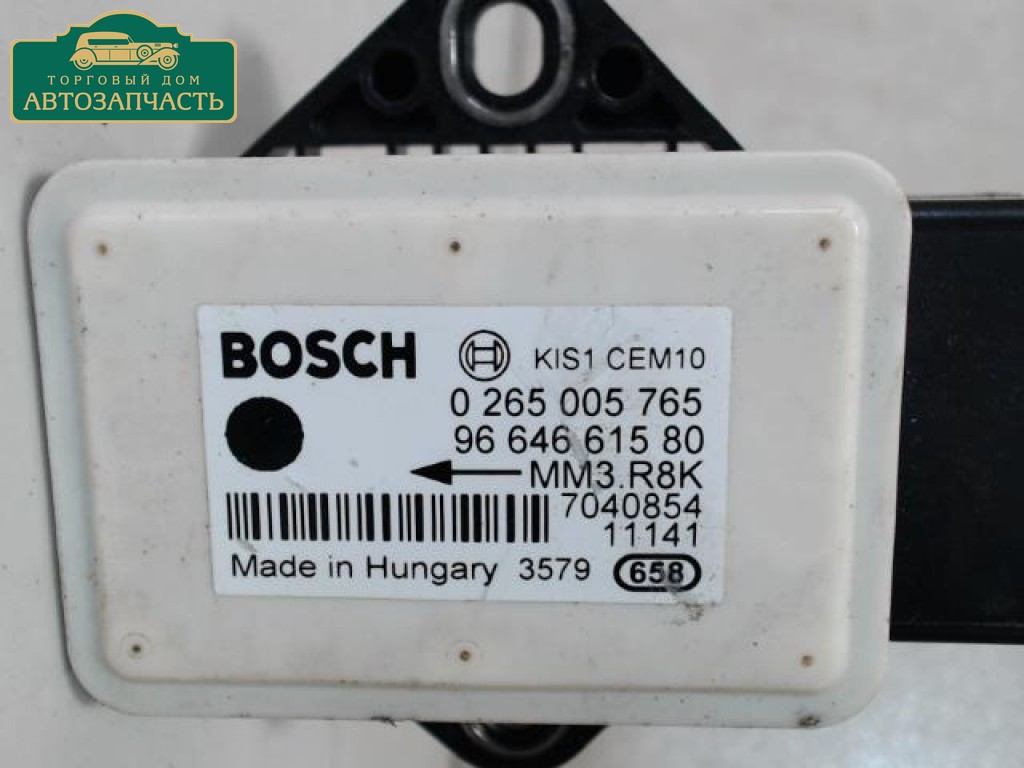 ТОРГОВЫЙ ДОМ
АВТОЗАПЧАСТЬ
BOSCH KIS1 CEM10
0 265 005 765
96 646 615 80
MM3.R8K
7040854
11141
Made in Hungary 3579 658